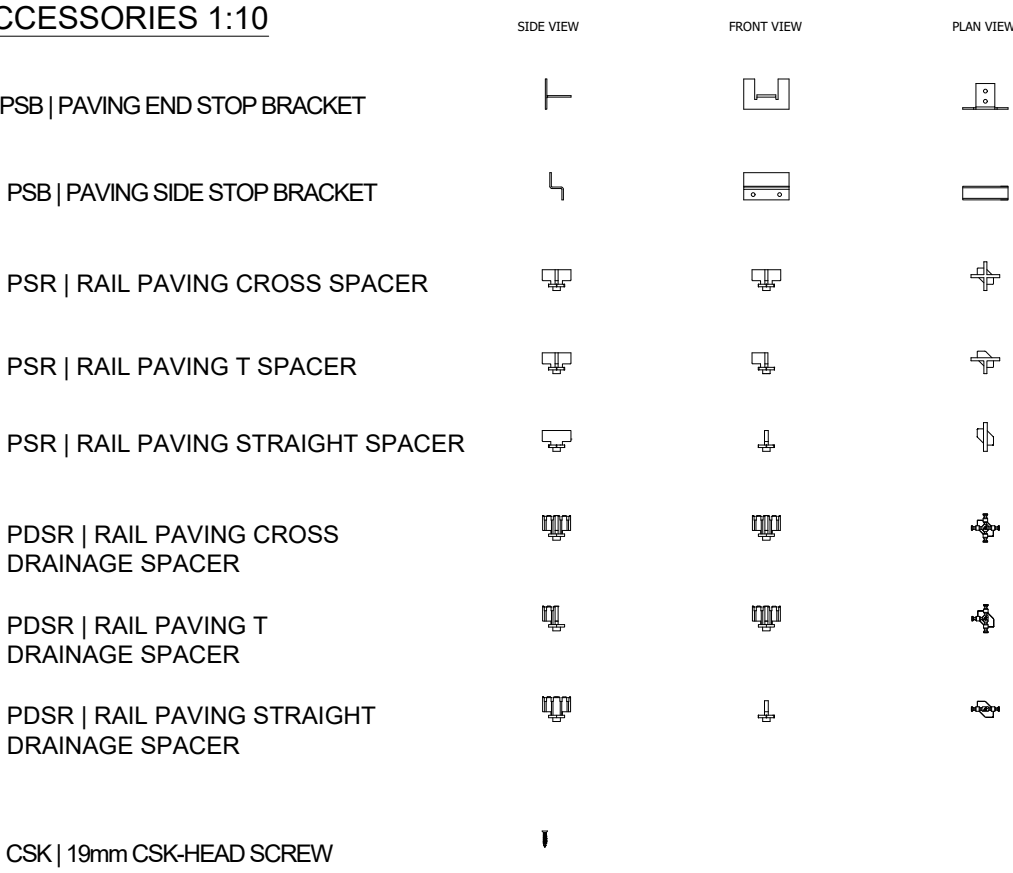 CCESSORIES 1:10
SIDE VIEW FRONT VIEW PLAN VIEW
PSB | PAVING END STOP BRACKET
PSB | PAVING SIDE STOP BRACKET
PSR | RAIL PAVING CROSS SPACER
PSR | RAIL PAVING T SPACER
PSR | RAIL PAVING STRAIGHT SPACER
PDSR | RAIL PAVING CROSS
DRAINAGE SPACER
PDSR | RAIL PAVING T
DRAINAGE SPACER
PDSR | RAIL PAVING STRAIGHT
DRAINAGE SPACER
CSK | 19mm CSK-HEAD SCREW